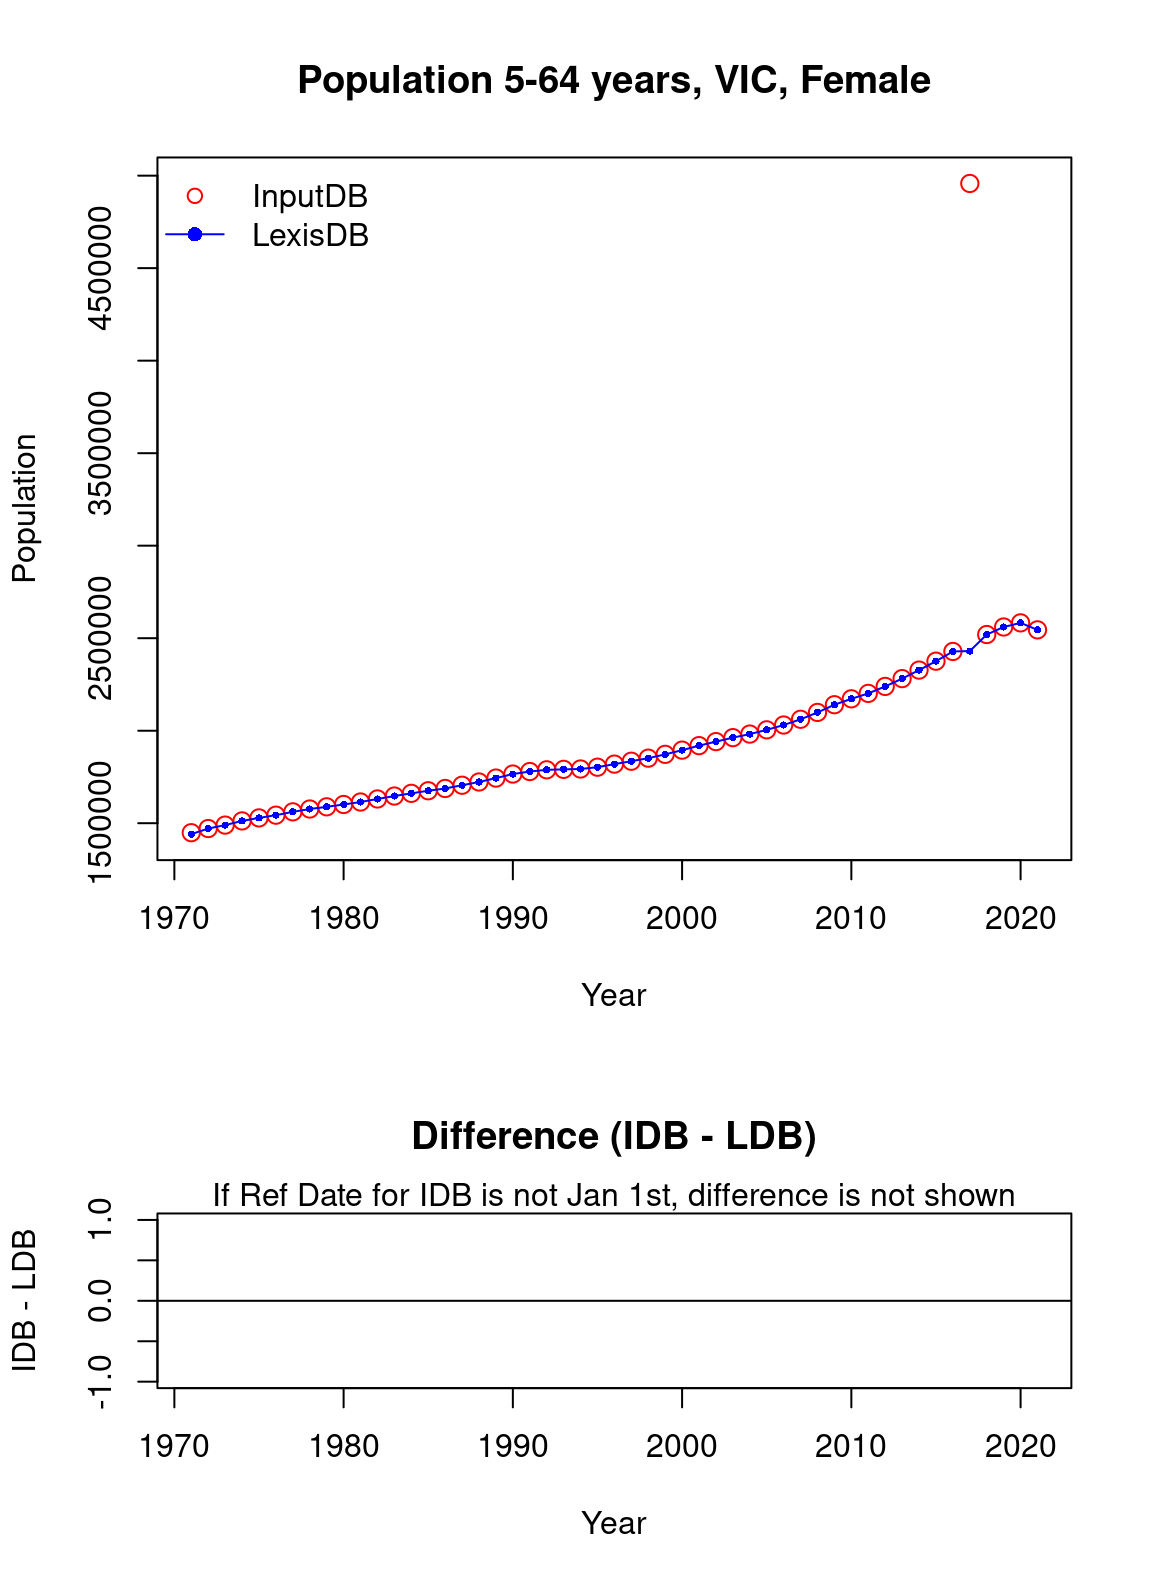 Population 5-64 years, VIC, Female
InputDB
LexisDB
Population
4500000
3500000
2500000
1500000
1970 1980 1990 2000 2010 2020
Year
Difference (IDB - LDB)
If Ref Date for IDB is not Jan 1st, difference is not shown
IDB - LDB
1.0
0.0
-1.0
1970 1980 1990 2000 2010 2020
Year